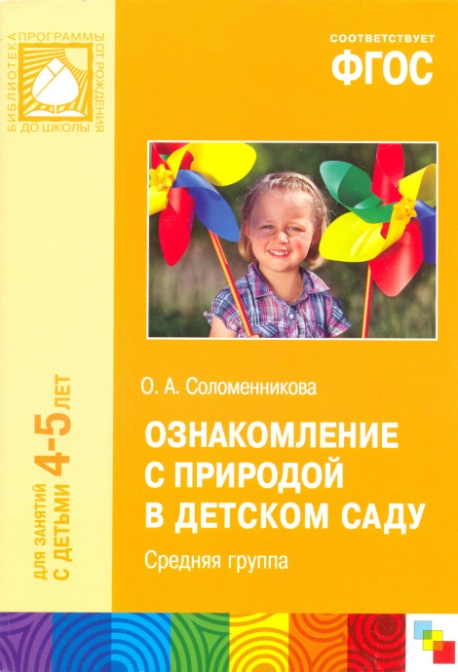 БИБЛИОТЕКА
ПРОГРАММЫ
ОТ РОЖДЕНИЯ
ДО ШКОЛЫ
СООТВЕТСТВУЕТ
ФГОС
О. А. Соломенникова
ОЗНАКОМЛЕНИЕ
С ПРИРОДОЙ
В ДЕТСКОМ САДУ
Средняя группа
ДЛЯ ЗАНЯТИЙ
С ДЕТЬМИ 4-5 ЛЕТ